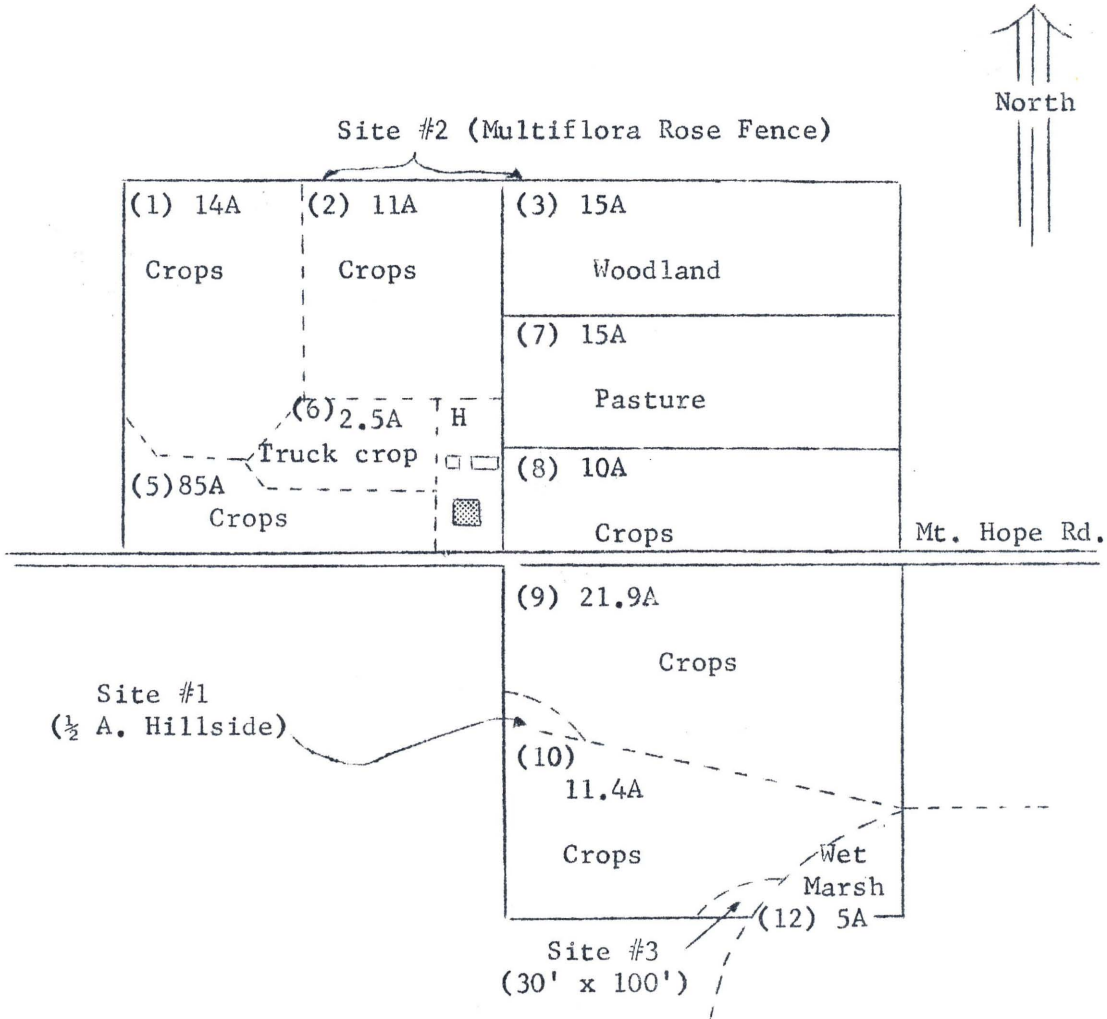 North
Site #2 (Multiflora Rose Fence)
(1) 14A
Crops
(2) 11A
Crops
(3) 15A
Woodland
(7) 15A
Pasture
(6) 2.5A
Truck crop
H
(5) 85A
Crops
(8) 10A
Crops
Mt. Hope Rd.
(9) 21.9A
Crops
Site #1
(½ A. Hillside)
(10)
11.4A
Crops
Wet
Marsh
(12) 5A
Site #3
(30' x 100')